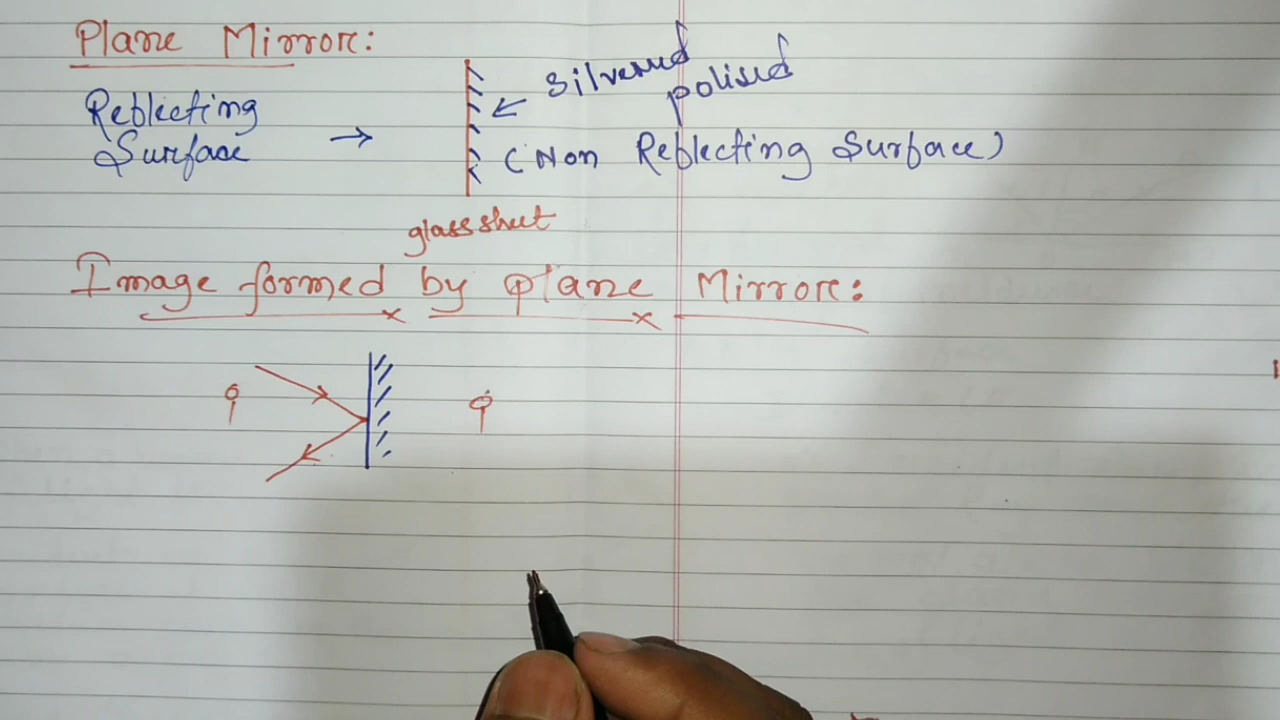 Plane Mirror:
Silvered
polised
Reflecting
Surface →
(Non Reflecting Surface)
glass sheet
Image formed by plane Mirror: